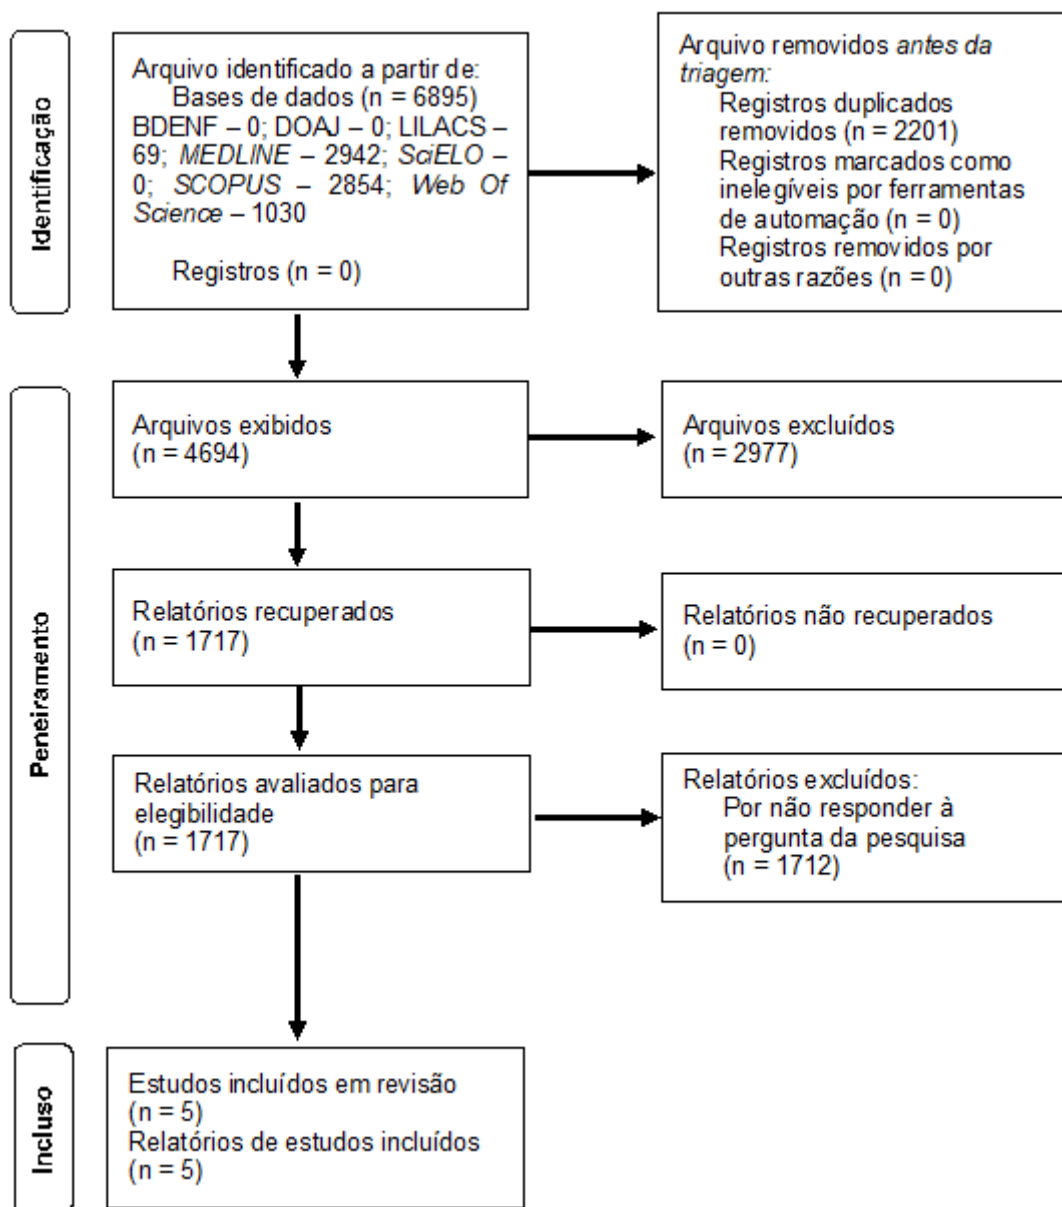 Identificação
Arquivo identificado a partir de:
Bases de dados (n = 6895)
BDENF – 0; DOAJ – 0; LILACS –
69; MEDLINE – 2942; SciELO –
0; SCOPUS – 2854; Web Of
Science – 1030
Registros (n = 0)
Arquivo removidos antes da
triagem:
Registros duplicados
removidos (n = 2201)
Registros marcados como
inelegíveis por ferramentas
de automação (n = 0)
Registros removidos por
outras razões (n = 0)
Peneiramento
Arquivos exibidos
(n = 4694)
Arquivos excluídos
(n = 2977)
Relatórios recuperados
(n = 1717)
Relatórios não recuperados
(n = 0)
Relatórios avaliados para
elegibilidade
(n = 1717)
Relatórios excluídos:
Por não responder à
pergunta da pesquisa
(n = 1712)
Incluso
Estudos incluídos em revisão
(n = 5)
Relatórios de estudos incluídos
(n = 5)